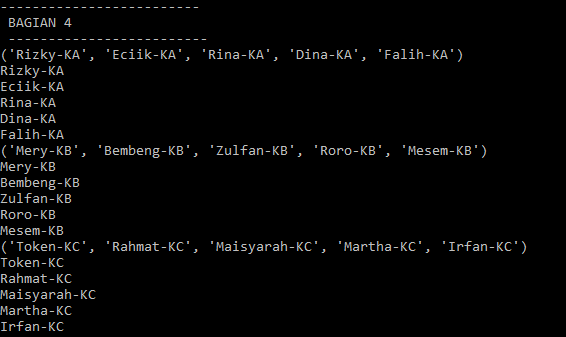 -------------------------
 BAGIAN 4
 -------------------------
('Rizky-KA', 'Eciik-KA', 'Rina-KA', 'Dina-KA', 'Falih-KA')
Rizky-KA
Eciik-KA
Rina-KA
Dina-KA
Falih-KA
('Mery-KB', 'Bembeng-KB', 'Zulfan-KB', 'Roro-KB', 'Mesem-KB')
Mery-KB
Bembeng-KB
Zulfan-KB
Roro-KB
Mesem-KB
('Token-KC', 'Rahmat-KC', 'Maisyarah-KC', 'Martha-KC', 'Irfan-KC')
Token-KC
Rahmat-KC
Maisyarah-KC
Martha-KC
Irfan-KC